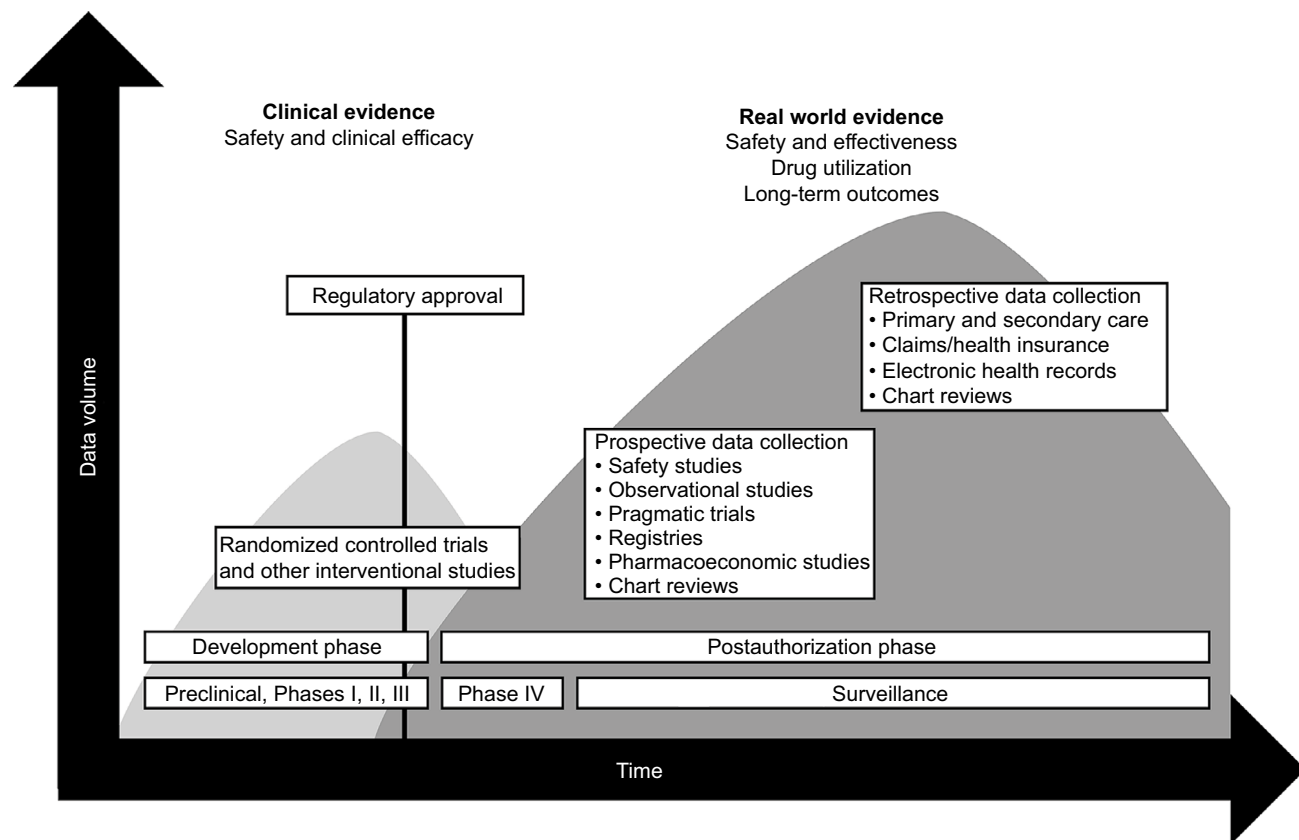 Clinical evidence
Safety and clinical efficacy
Real world evidence
Safety and effectiveness
Drug utilization
Long-term outcomes
Regulatory approval
Retrospective data collection
• Primary and secondary care
• Claims/health insurance
• Electronic health records
• Chart reviews
Data volume
Prospective data collection
• Safety studies
• Observational studies
• Pragmatic trials
• Registries
• Pharmacoeconomic studies
• Chart reviews
Randomized controlled trials
and other interventional studies
Development phase
Postauthorization phase
Preclinical, Phases I, II, III
Phase IV
Surveillance
Time